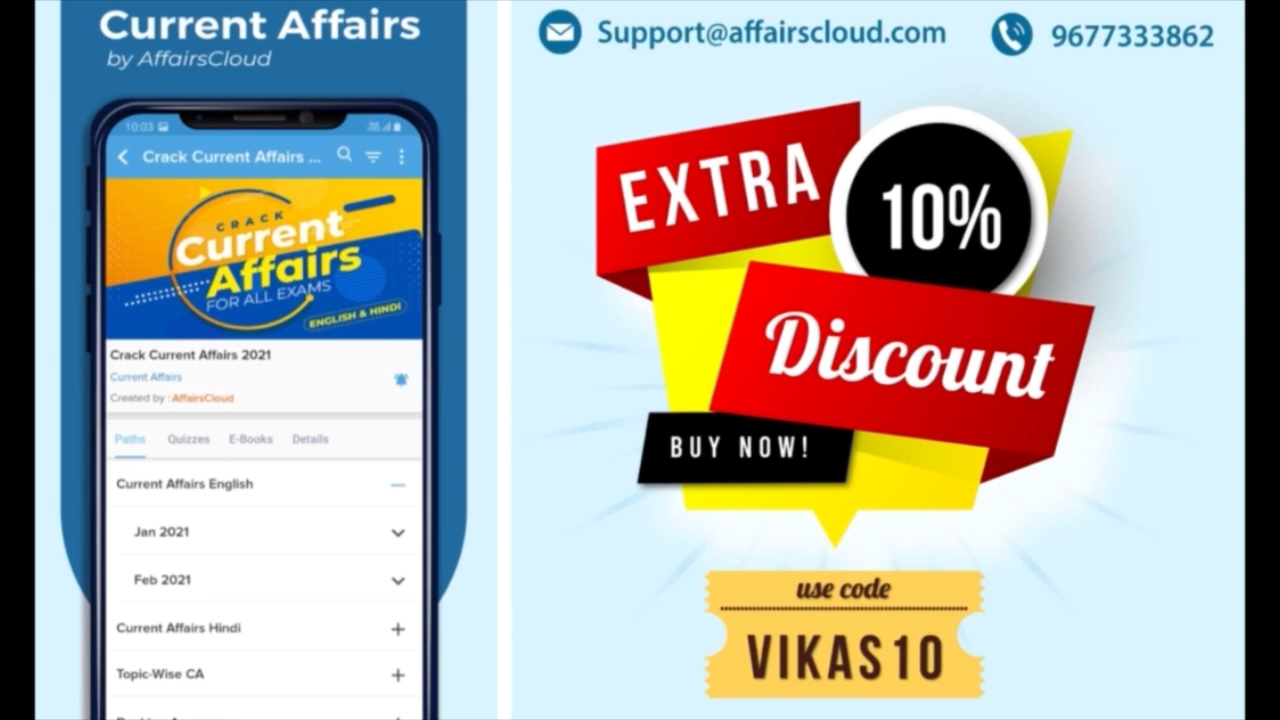 Current Affairs
by AffairsCloud
10:03
Crack Current Affairs ...
CRACK
Current
Affairs
FOR ALL EXAMS
ENGLISH & HINDI
Crack Current Affairs 2021
Current Affairs
Created by : AffairsCloud
Paths Quizzes E-Books Details
Current Affairs English
Jan 2021
Feb 2021
Current Affairs Hindi
Topic-Wise CA
Support@affairscloud.com 9677333862
EXTRA
10%
Discount
BUY NOW!
use code
VIKAS10